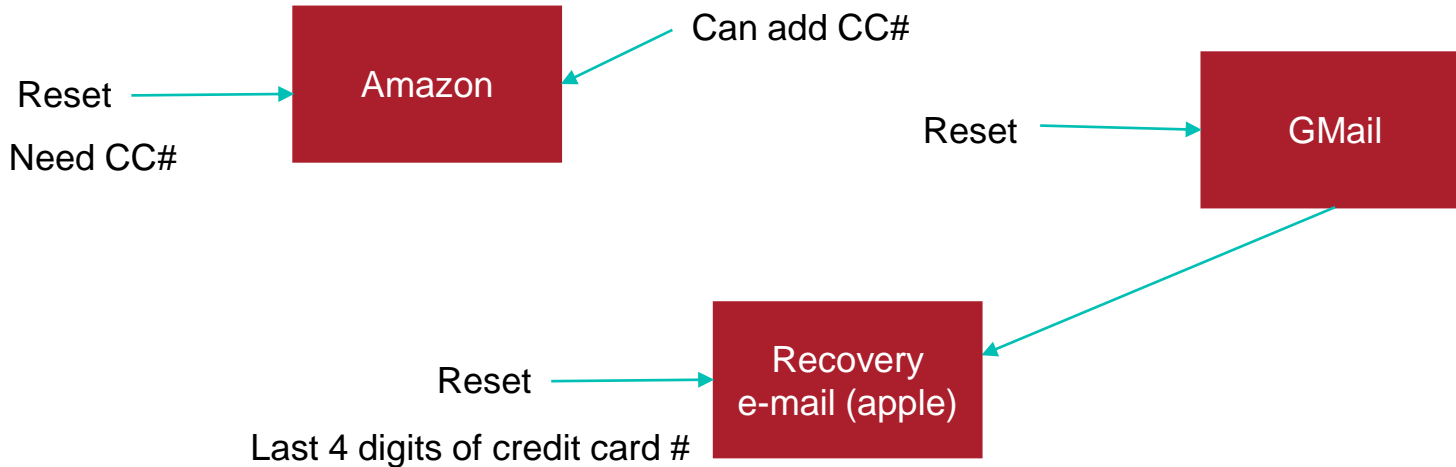 Can add CC#
Amazon
Reset
Need CC#
Reset
GMail
Recovery
e-mail (apple)
Reset
Last 4 digits of credit card #